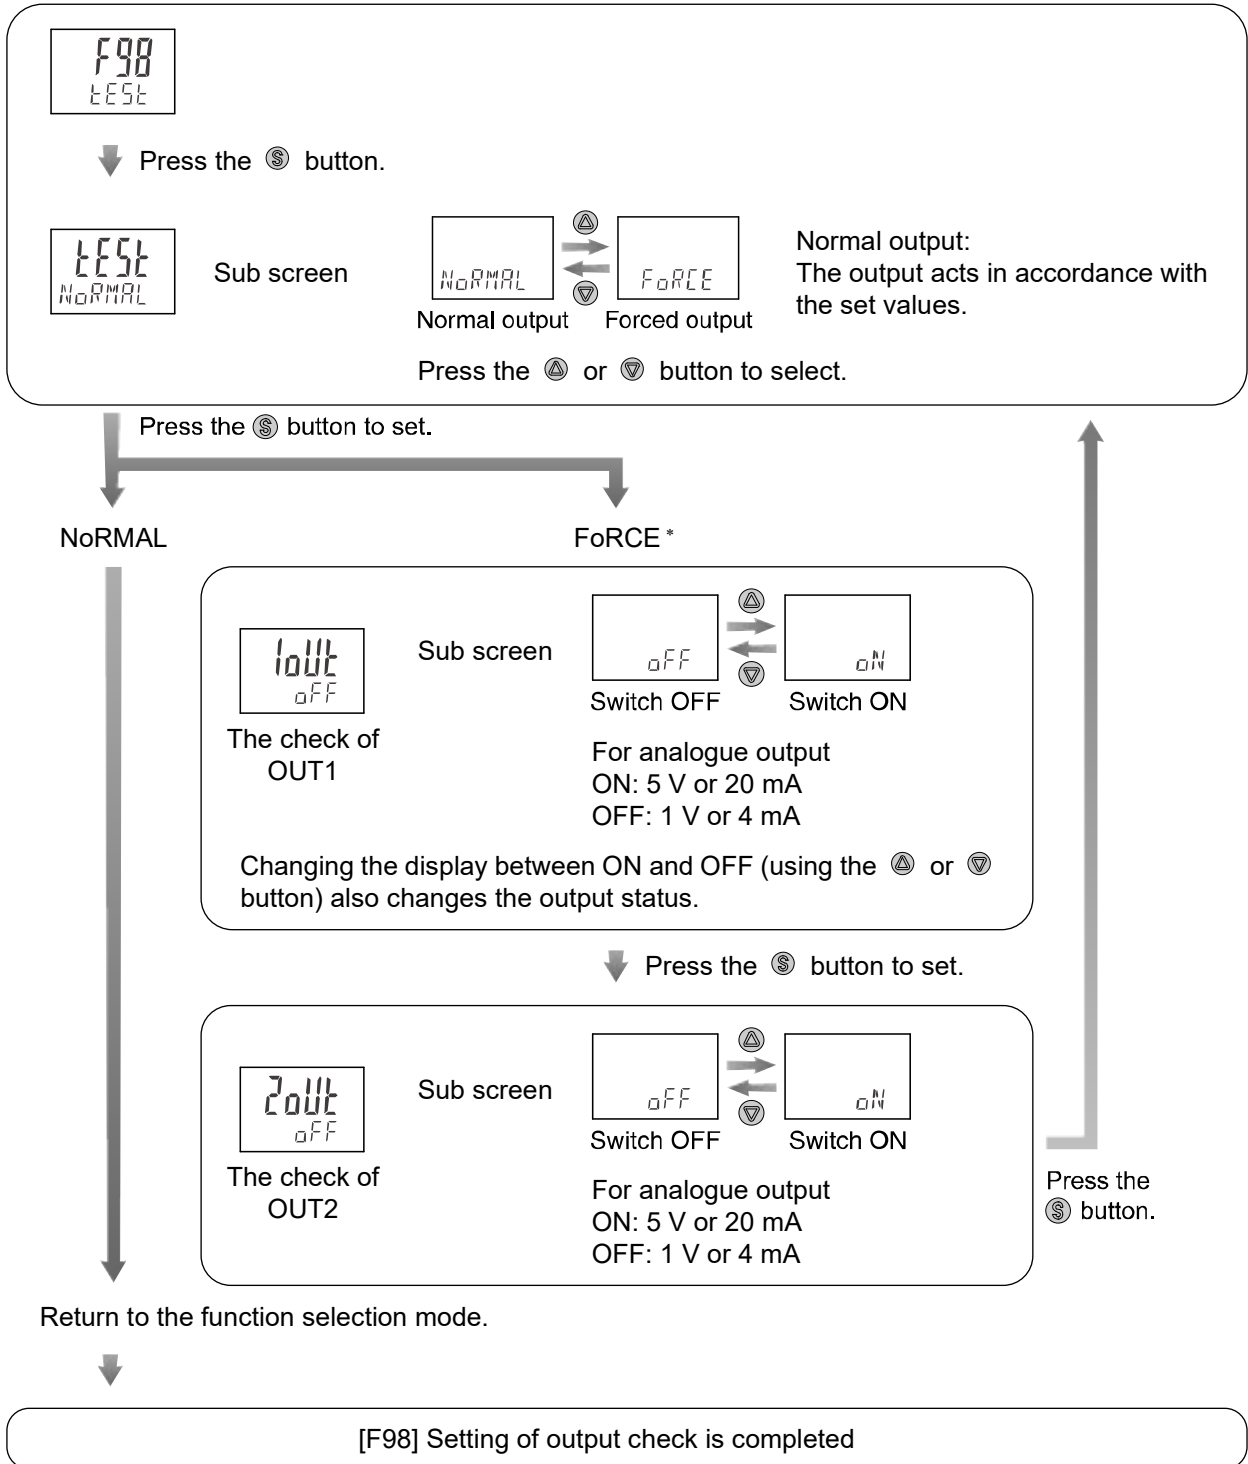 F98
tESt
Press the Ⓢ button.
tESt
NoRMAL
Sub screen
NoRMAL
FoRCE
Normal output
Forced output
Normal output:
The output acts in accordance with
the set values.
Press the △ or ▽ button to select.
Press the Ⓢ button to set.
NoRMAL
FoRCE *
1oUt
oFF
The check of
OUT1
Sub screen
oFF
oN
Switch OFF
Switch ON
For analogue output
ON: 5 V or 20 mA
OFF: 1 V or 4 mA
Changing the display between ON and OFF (using the △ or ▽
button) also changes the output status.
Press the Ⓢ button to set.
2oUt
oFF
The check of
OUT2
Sub screen
oFF
oN
Switch OFF
Switch ON
For analogue output
ON: 5 V or 20 mA
OFF: 1 V or 4 mA
Press the
Ⓢ button.
Return to the function selection mode.
[F98] Setting of output check is completed